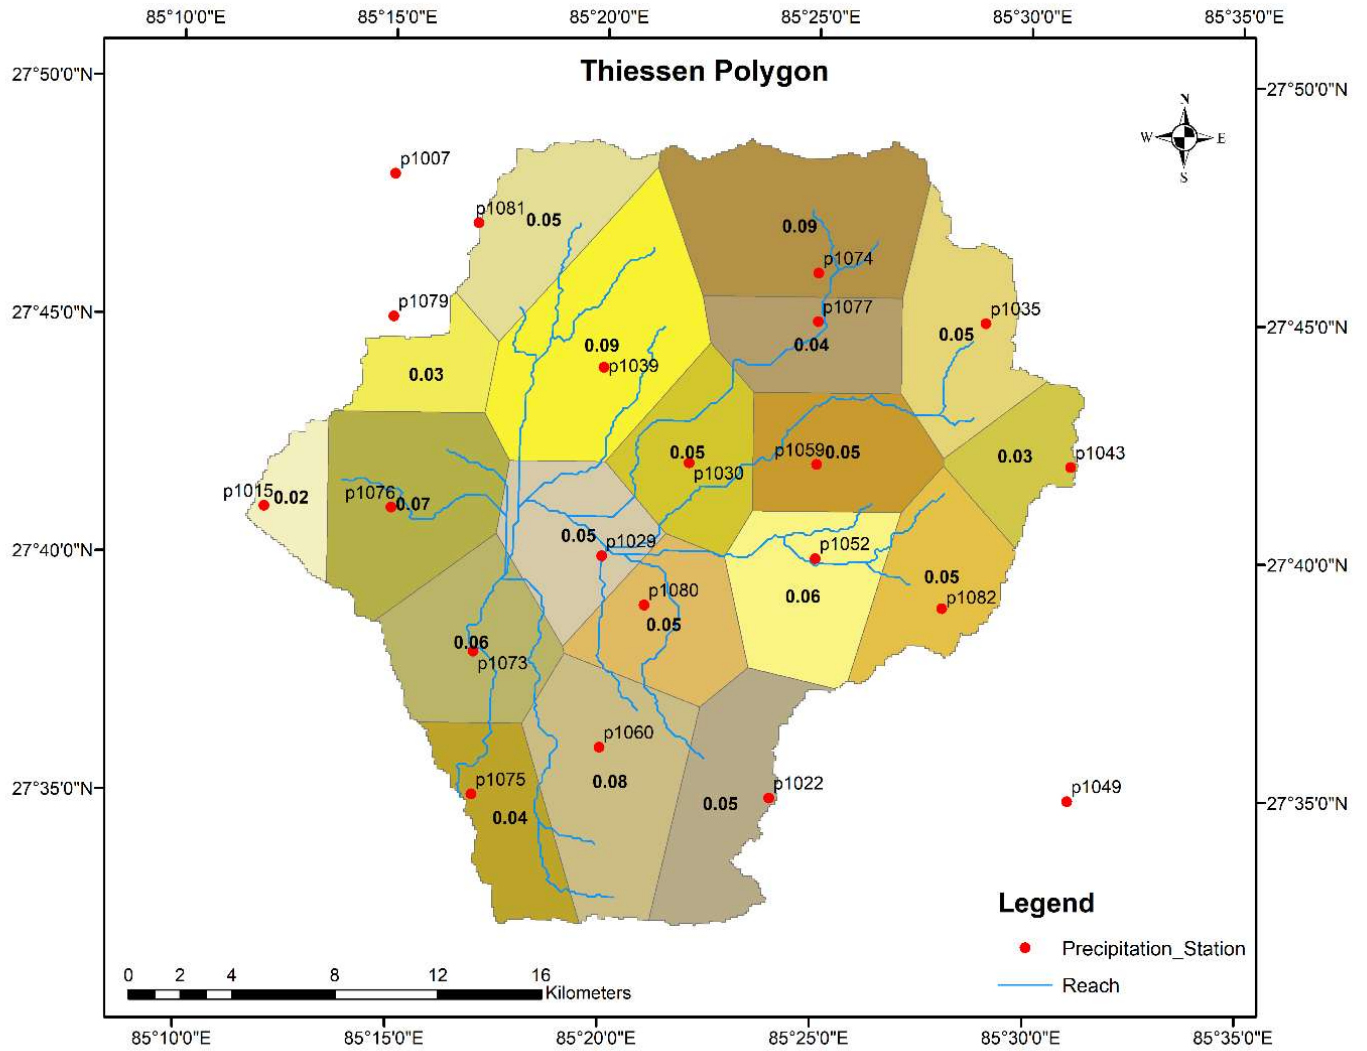 85°10'0"E 85°15'0"E 85°20'0"E 85°25'0"E 85°30'0"E 85°35'0"E
Thiessen Polygon
27°50'0"N
27°50'0"N
N
W E
S
p1007
p1081
0.05
0.09
p1074
p1079
27°45'0"N
p1077
p1035
27°45'0"N
0.05
0.04
0.09
p1039
0.03
p1059
0.05
0.05
p1030
0.03
p1043
p1015
0.02
p1076
0.07
0.05
p1029
p1052
27°40'0"N
27°40'0"N
0.05
p1082
p1080
0.05
0.06
0.06
p1073
p1060
0.08
p1075
0.04
27°35'0"N
p1022
0.05
p1049
27°35'0"N
Legend
Precipitation_Station
Reach
0 2 4 8 12 16
Kilometers
85°10'0"E 85°15'0"E 85°20'0"E 85°25'0"E 85°30'0"E 85°35'0"E